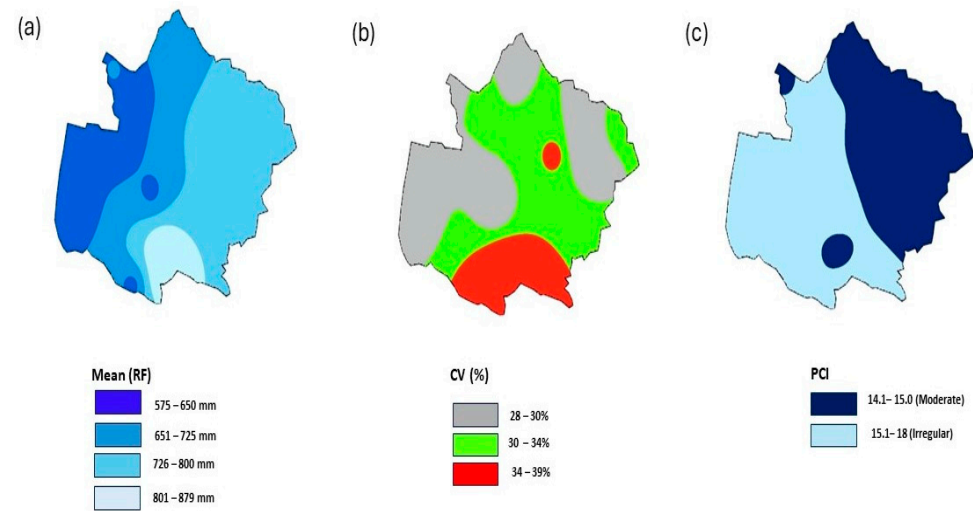 (a)
(b)
(c)
Mean (RF)
575 – 650 mm
651 – 725 mm
726 – 800 mm
801 – 879 mm
CV (%)
28 – 30%
30 – 34%
34 – 39%
PCI
14.1– 15.0 (Moderate)
15.1– 18 (Irregular)